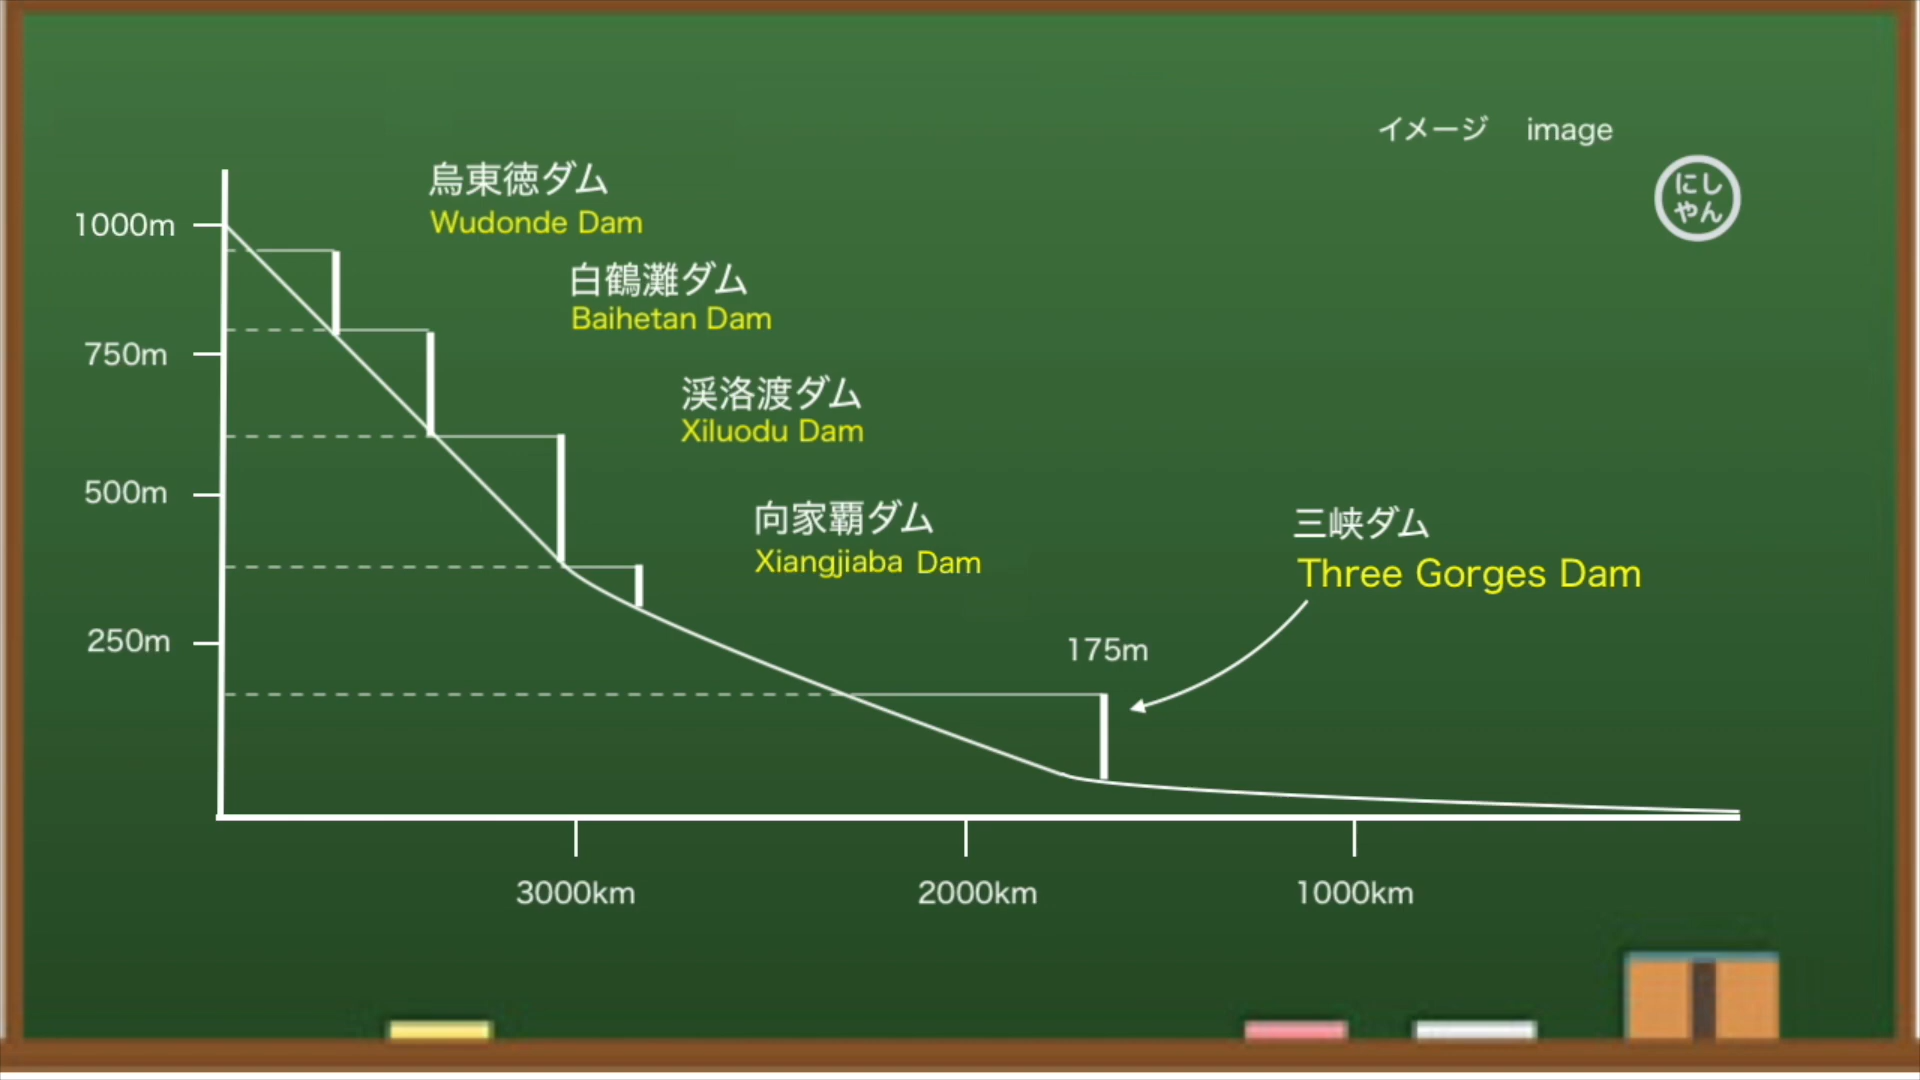 イメージ image
にし
やん
烏東徳ダム
Wudonde Dam
1000m
白鶴灘ダム
Baihetan Dam
750m
渓洛渡ダム
Xiluodu Dam
500m
向家覇ダム
Xiangjiaba Dam
三峡ダム
Three Gorges Dam
250m
175m
3000km
2000km
1000km